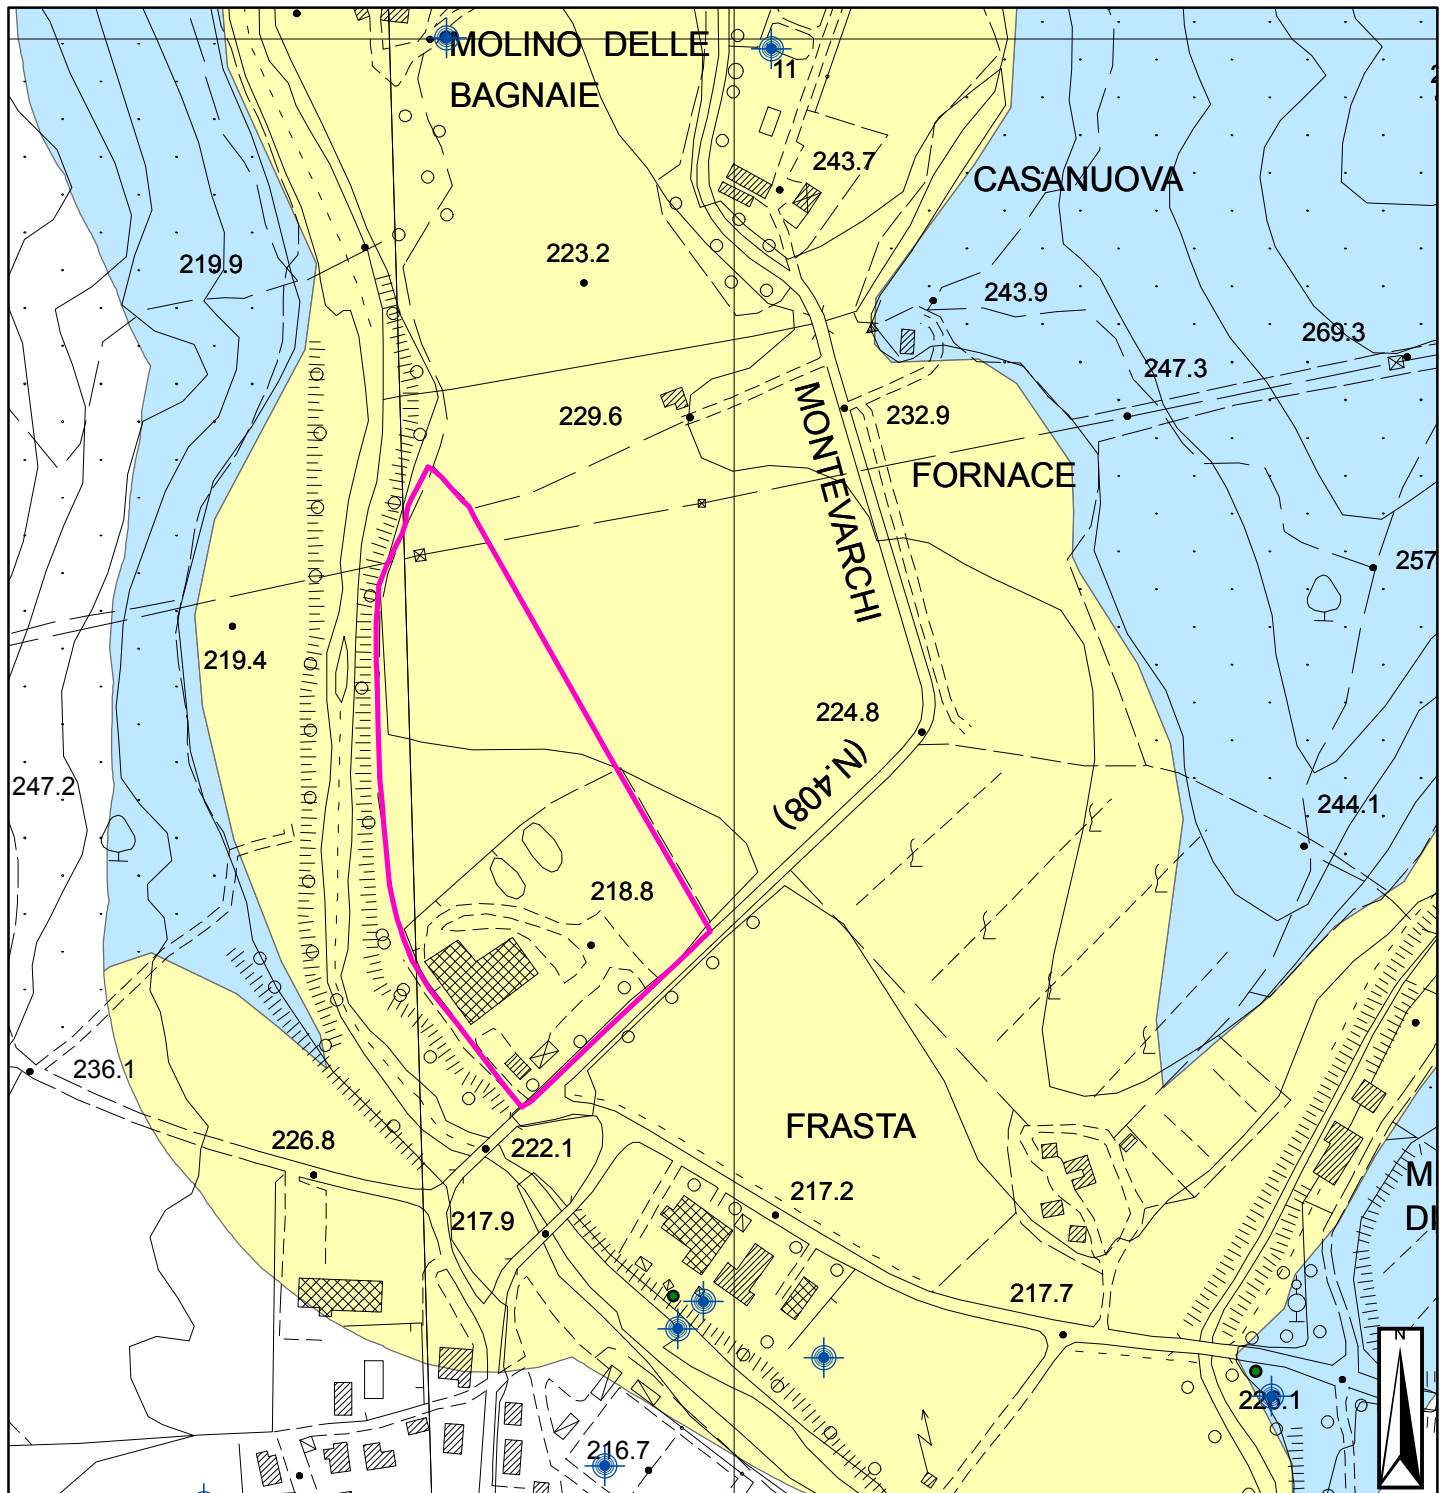 MOLINO DELLE
BAGNAIE
11
243.7
CASANUOVA
219.9
223.2
243.9
269.3
247.3
229.6
232.9
MONTEVARCHI
FORNACE
257
219.4
224.8
(N.408)
247.2
244.1
218.8
236.1
FRASTA
226.8
222.1
M
217.2
217.9
DI
217.7
N
216.7